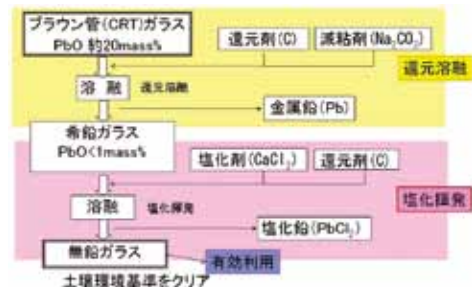 ブラウン管(CRT)ガラス
PbO 約20mass%
還元剤(C)
減粘剤(Na₂CO₃)
還元溶融
溶 融
還元溶融
金属鉛(Pb)
希鉛ガラス
PbO<1mass%
塩化剤(CaCl₂)
還元剤(C)
塩化揮発
溶融
塩化揮発
塩化鉛(PbCl₂)
無鉛ガラス
有効利用
土壌環境基準をクリア